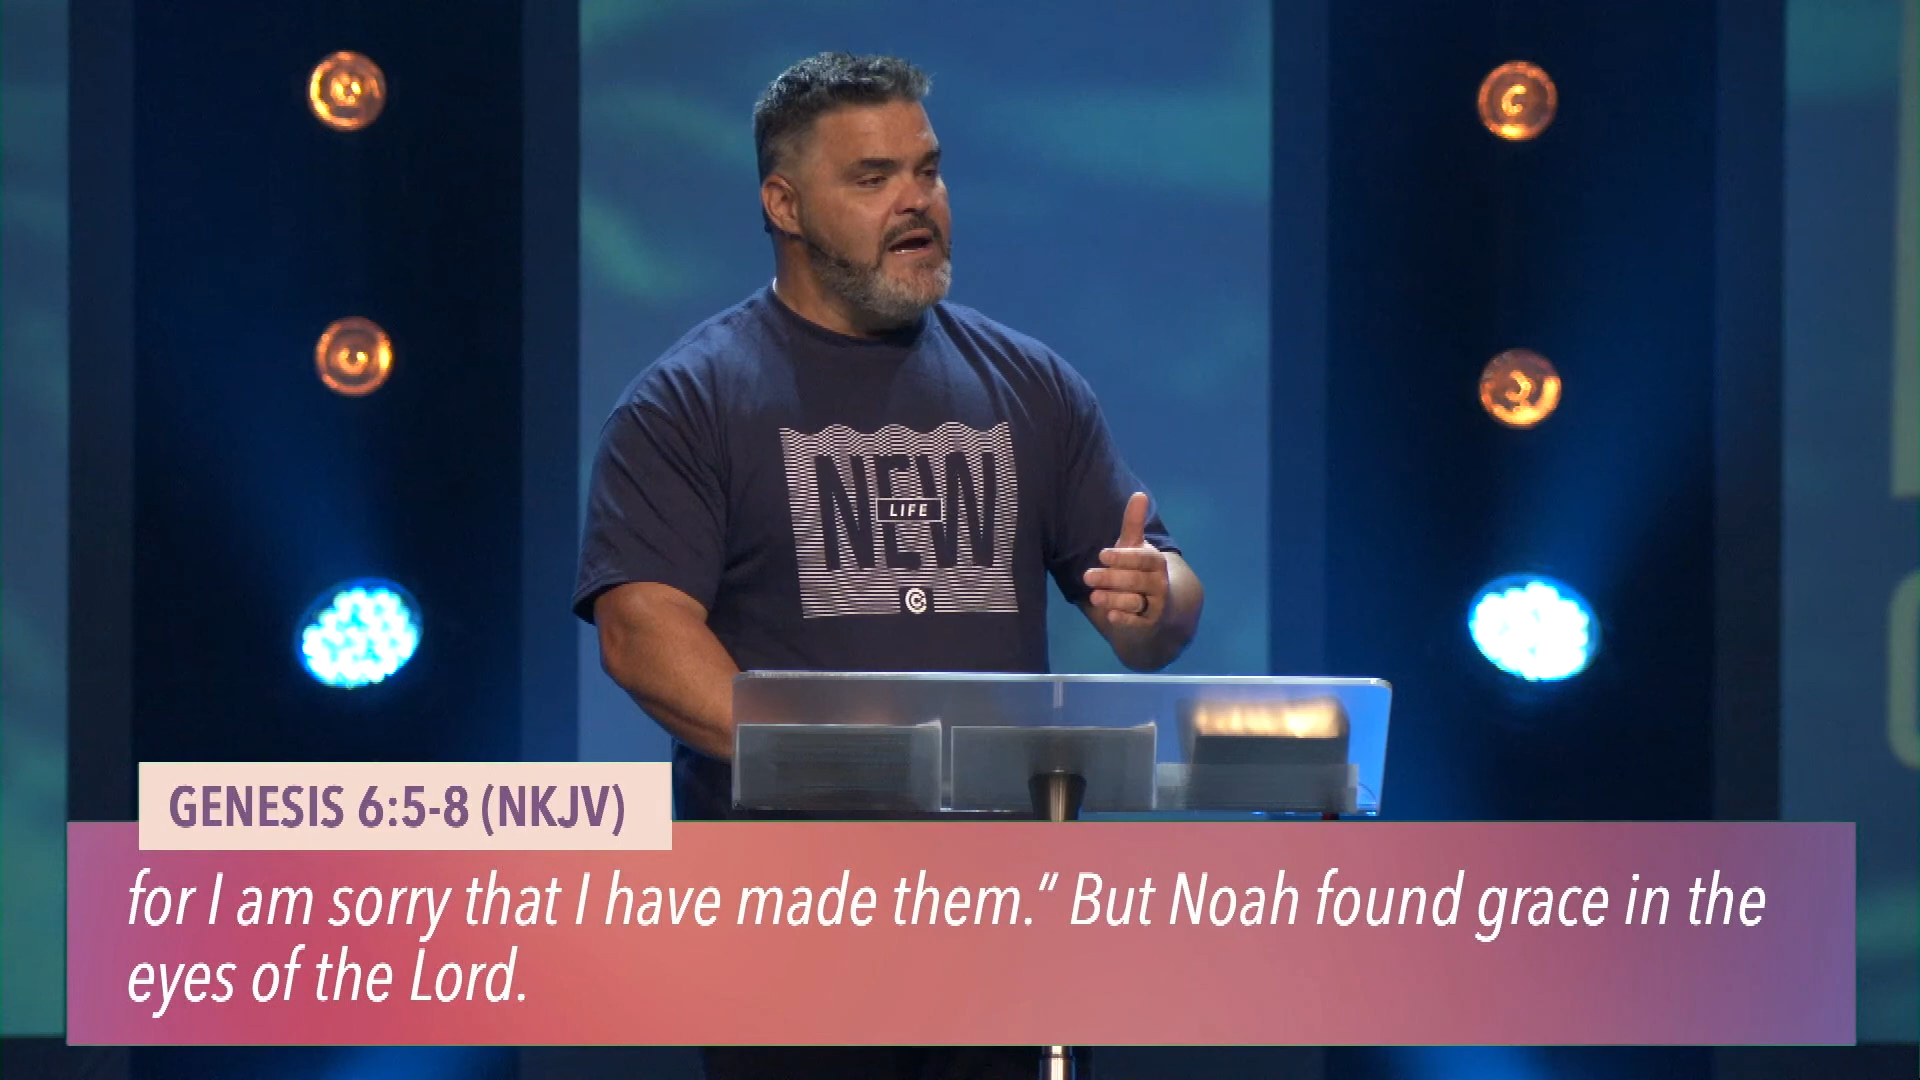 NEW
LIFE
GENESIS 6:5-8 (NKJV)
for I am sorry that I have made them.” But Noah found grace in the
eyes of the Lord.